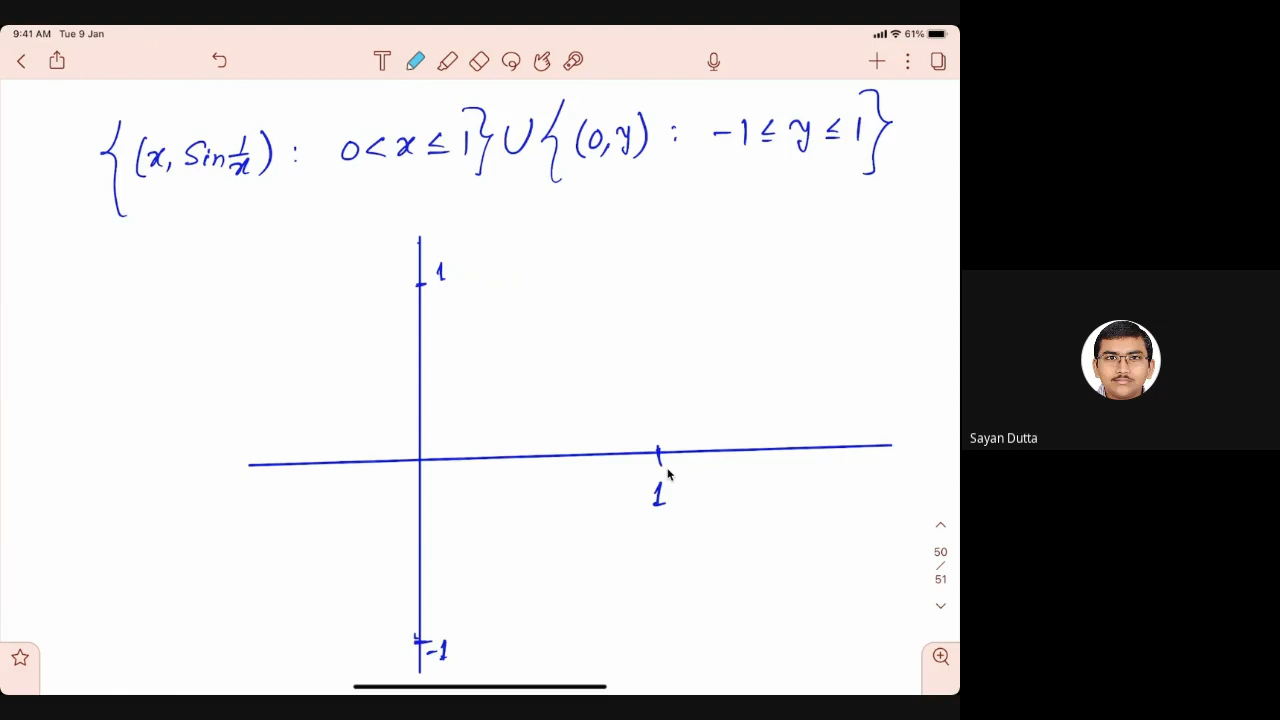 9:41 AM Tue 9 Jan 61%
{(x, Sin 1/x) : 0 < x ≤ 1} ∪ {(0, y) : -1 ≤ y ≤ 1}
1
1
-1
50
/
51
Sayan Dutta